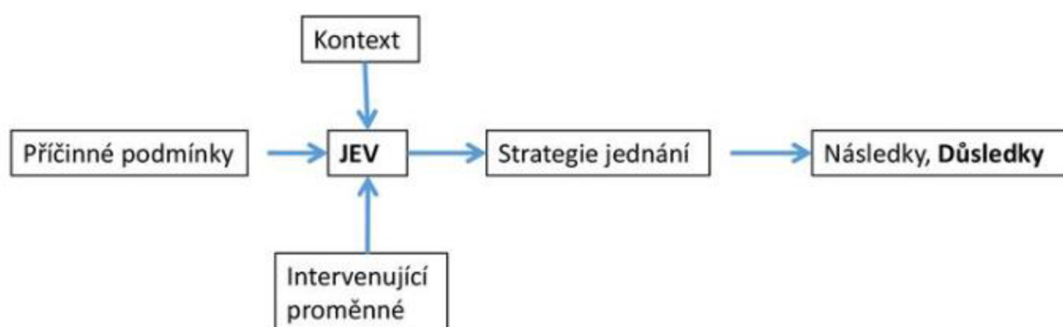 Kontext
Příčinné podmínky
JEV
Strategie jednání
Následky, Důsledky
Intervenující
proměnné